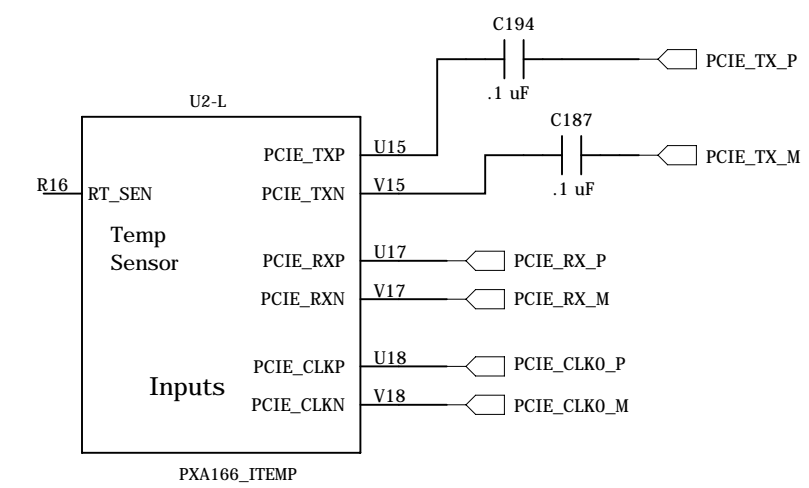 C194
PCIE_TX_P
.1 uF
U2-L
C187
PCIE_TXP U15
PCIE_TX_M
R16 RT_SEN
PCIE_TXN V15
.1 uF
Temp
Sensor
PCIE_RXP U17 PCIE_RX_P
PCIE_RXN V17 PCIE_RX_M
PCIE_CLKP U18 PCIE_CLK0_P
Inputs
PCIE_CLKN V18 PCIE_CLK0_M
PXA166_ITEMP